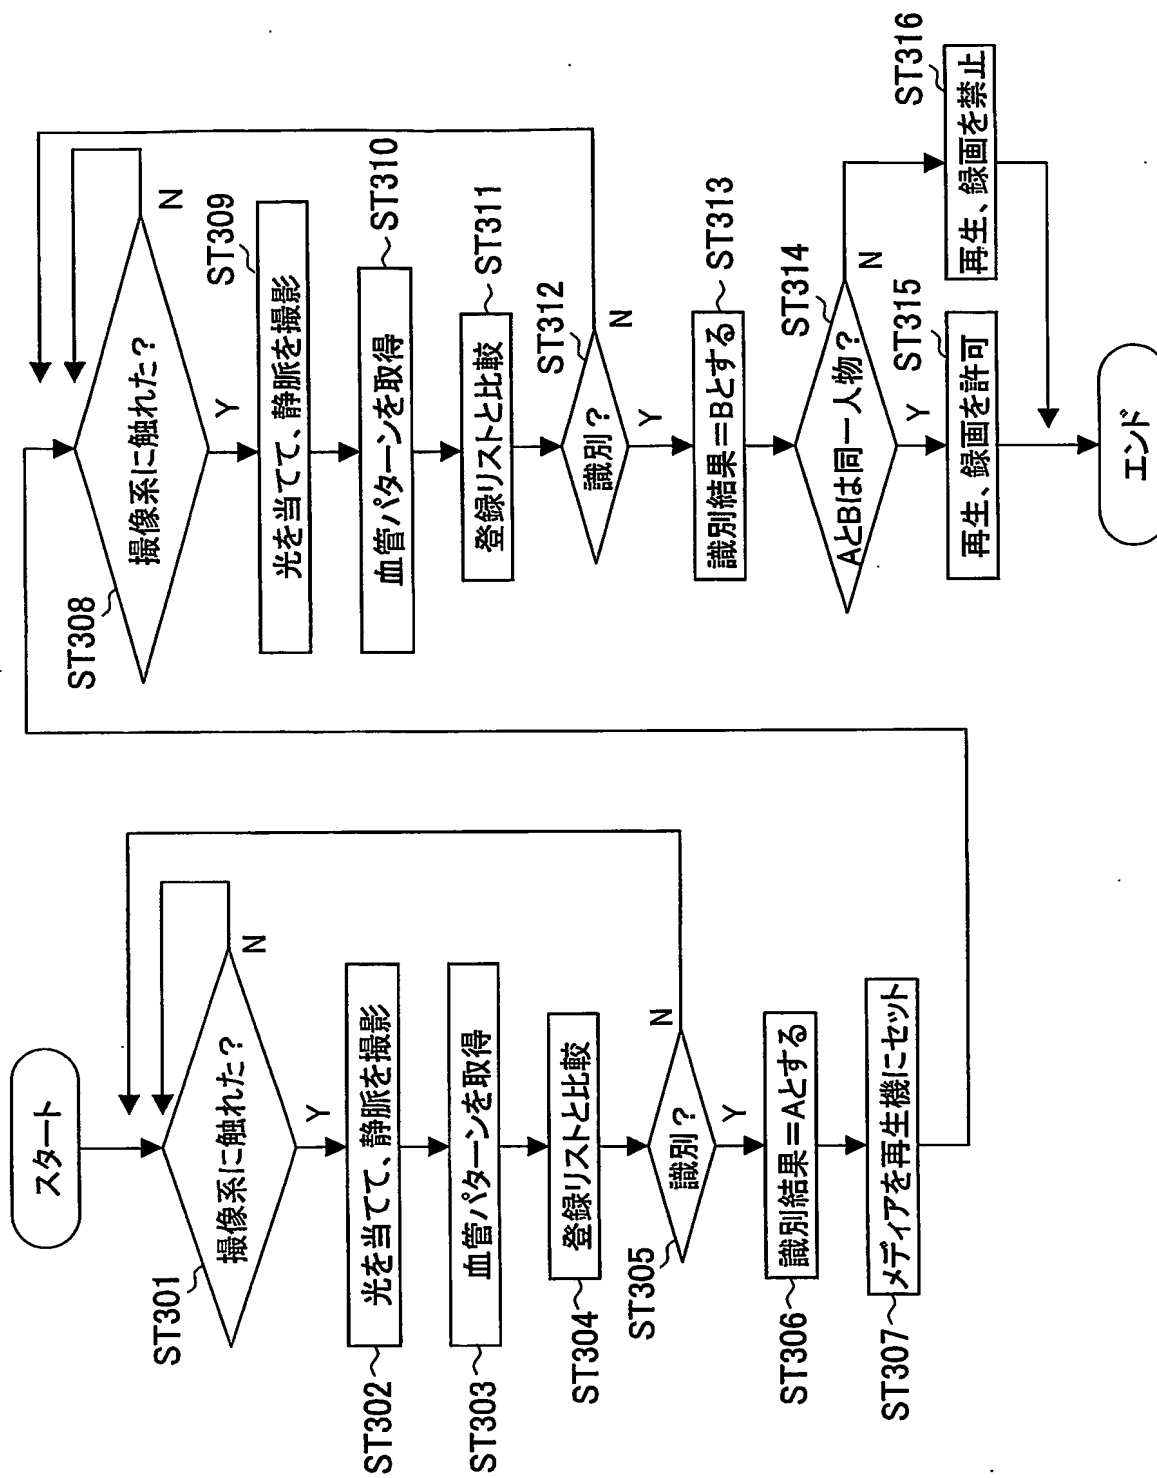 スタート
ST301
撮像系に触れた？
N
Y
ST302
光を当てて、静脈を撮影
ST303
血管パターンを取得
ST304
登録リストと比較
ST305
識別？
N
Y
ST306
識別結果＝Aとする
ST307
メディアを再生機にセット
ST308
撮像系に触れた？
N
Y
ST309
光を当てて、静脈を撮影
ST310
血管パターンを取得
ST311
登録リストと比較
ST312
識別？
N
Y
ST313
識別結果＝Bとする
ST314
AとBは同一人物？
N
Y
ST315
再生、録画を許可
ST316
再生、録画を禁止
エンド